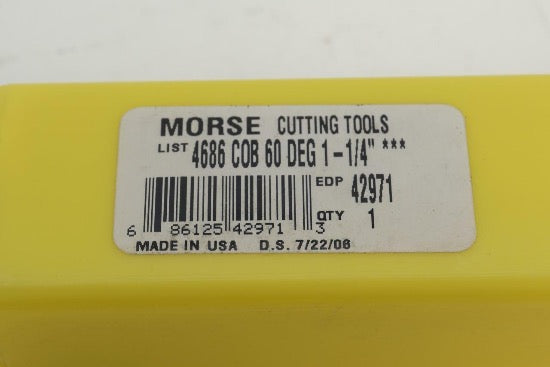 MORSE CUTTING TOOLS
LIST 4686 COB 60 DEG 1-1/4" ***
EDP 42971
QTY 1
6 86125 42971 3
MADE IN USA D.S. 7/22/06